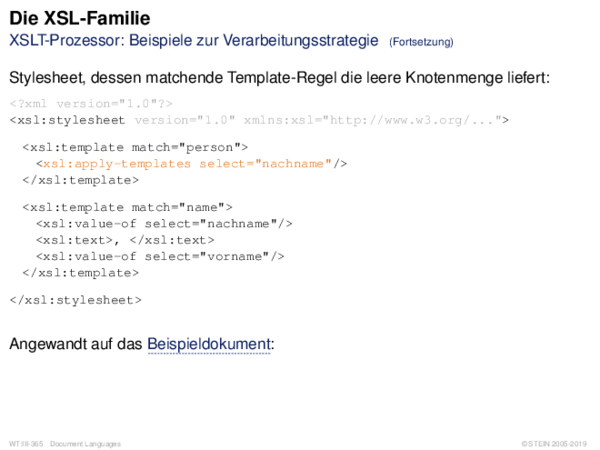 Die XSL-Familie
XSLT-Prozessor: Beispiele zur Verarbeitungsstrategie (Fortsetzung)
Stylesheet, dessen matchende Template-Regel die leere Knotenmenge liefert:
<?xml version="1.0"?>
<xsl:stylesheet version="1.0" xmlns:xsl="http://www.w3.org/...">
<xsl:template match="person">
<xsl:apply-templates select="nachname"/>
</xsl:template>
<xsl:template match="name">
<xsl:value-of select="nachname"/>
<xsl:text>, </xsl:text>
<xsl:value-of select="vorname"/>
</xsl:template>
</xsl:stylesheet>
Angewandt auf das Beispieldokument:
WT:III-365 Document Languages © STEIN 2005-2019